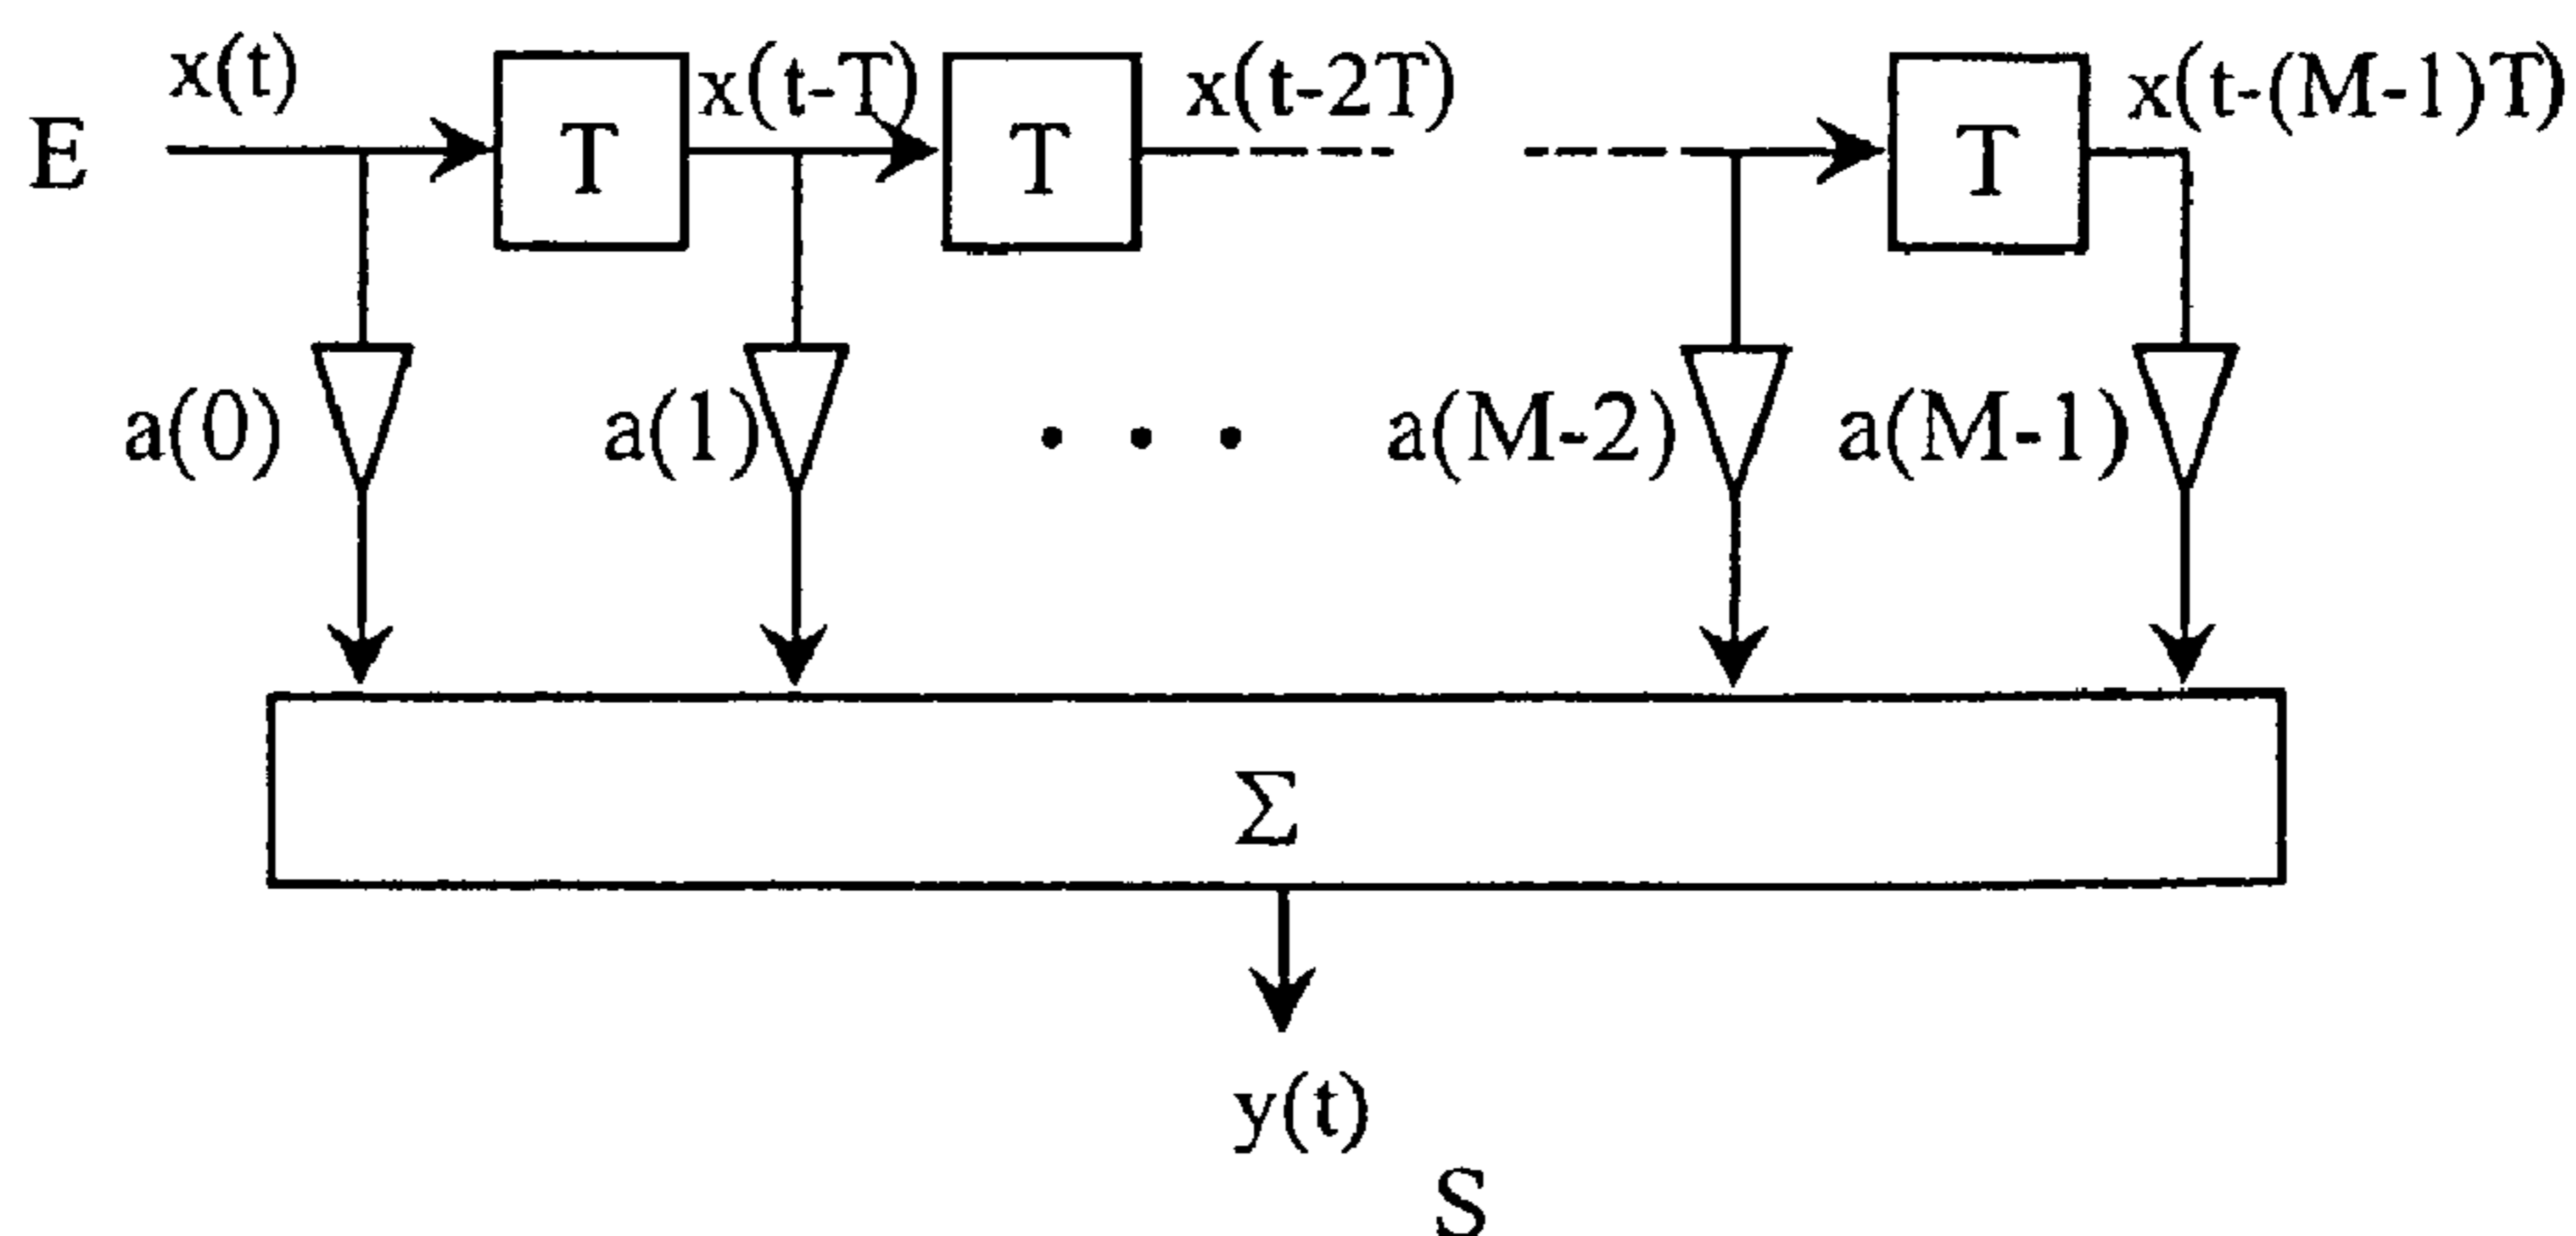 E x(t) T x(t-T) T x(t-2T) T x(t-(M-1)T)
a(0) a(1) . . . a(M-2) a(M-1)
Σ
y(t)
S